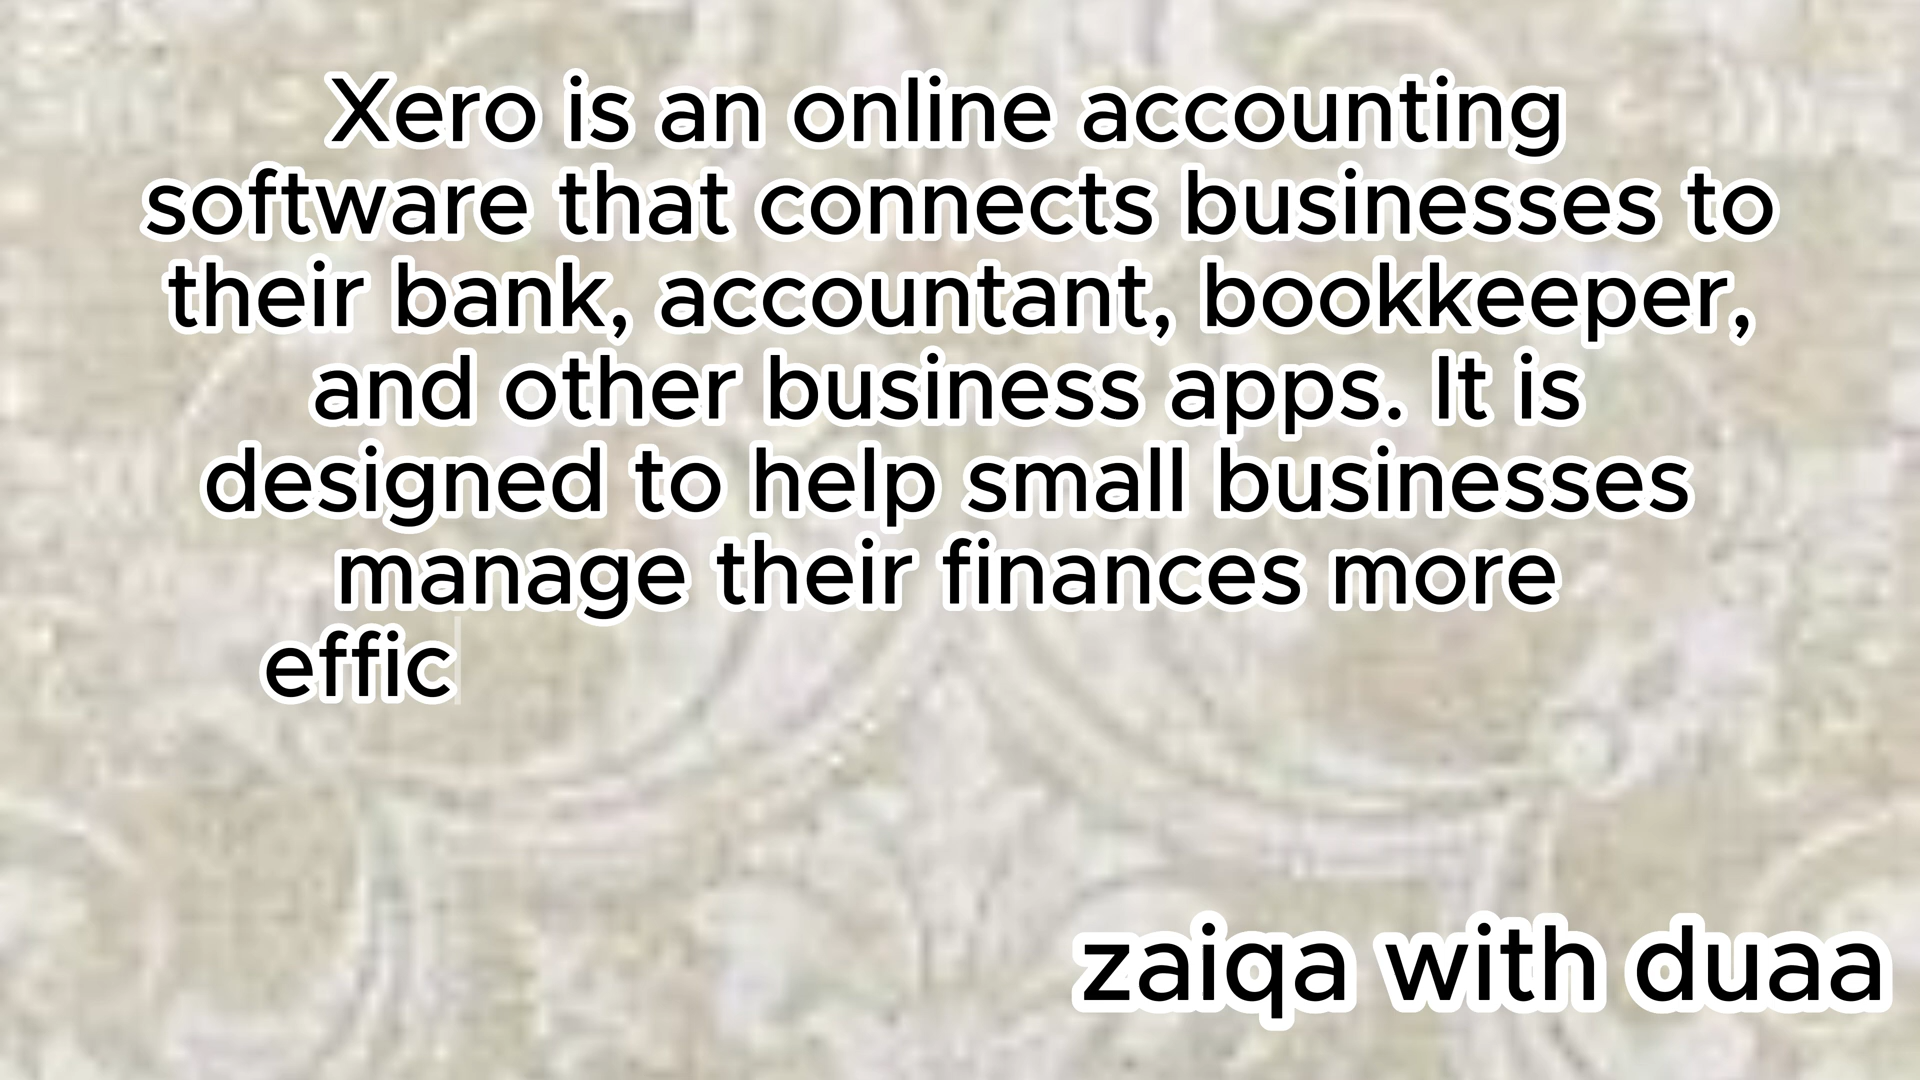 Xero is an online accounting
software that connects businesses to
their bank, accountant, bookkeeper,
and other business apps. It is
designed to help small businesses
manage their finances more
effic
zaiqa with duaa